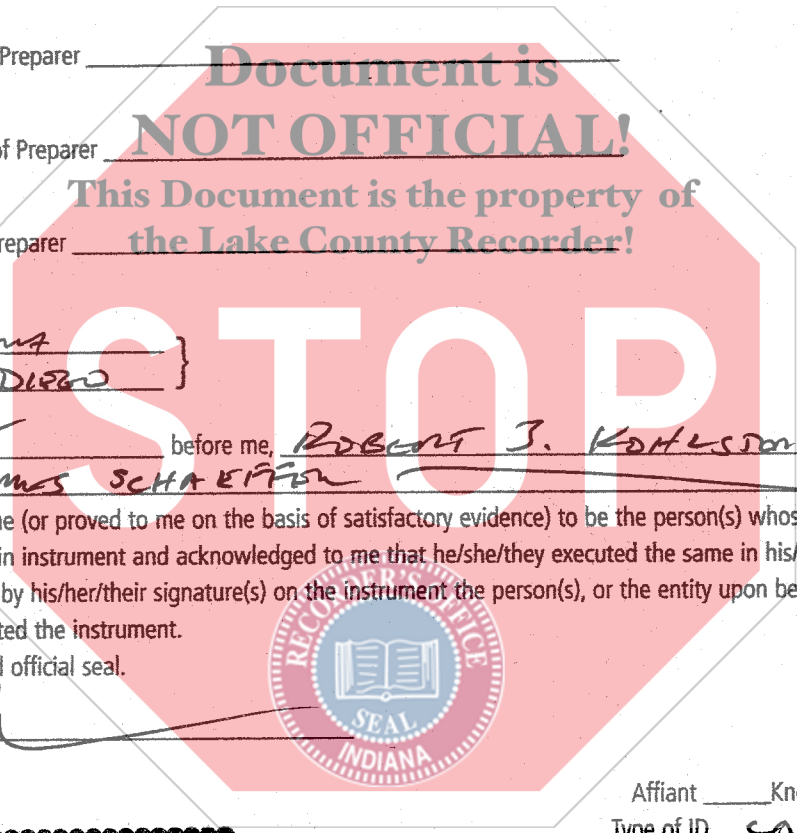 Preparer
Document is
of Preparer NOT OFFICIAL!
This Document is the property of
reparer the Lake County Recorder!
STOP
DIEGO }
before me, ROBERT J. KOHLSTON
SCHAEFFER
ne (or proved to me on the basis of satisfactory evidence) to be the person(s) whos
in instrument and acknowledged to me that he/she/they executed the same in his/
by his/her/their signature(s) on the instrument the person(s), or the entity upon be
ted the instrument.
l official seal.
RECORDER'S OFFICE
SEAL
INDIANA
Affiant ______Kn
Type of ID